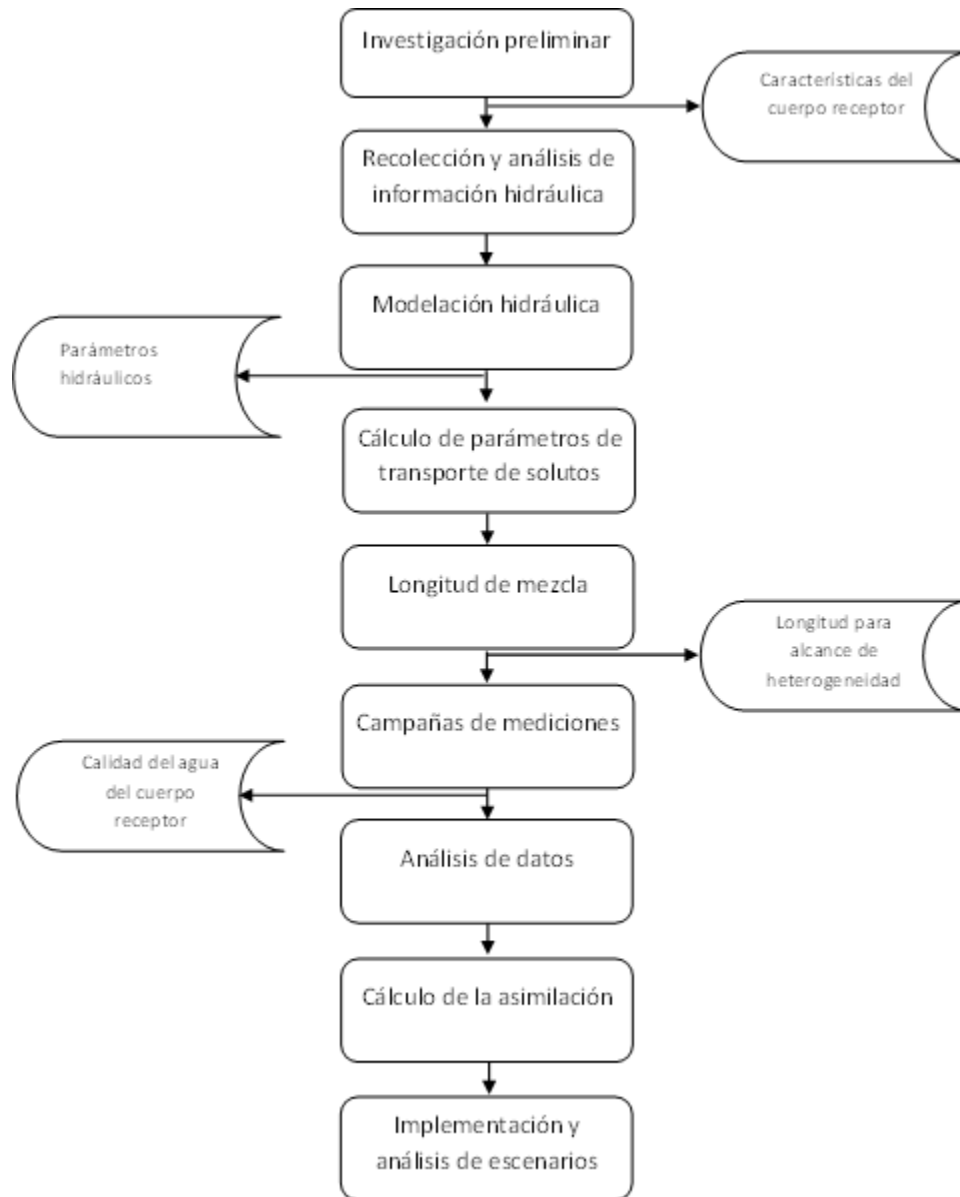 Investigación preliminar
Características del
cuerpo receptor
Recolección y análisis de
información hidráulica
Modelación hidráulica
Parámetros
hidráulicos
Cálculo de parámetros de
transporte de solutos
Longitud de mezcla
Longitud para
alcance de
heterogeneidad
Campañas de mediciones
Calidad del agua
del cuerpo
receptor
Análisis de datos
Cálculo de la asimilación
Implementación y
análisis de escenarios